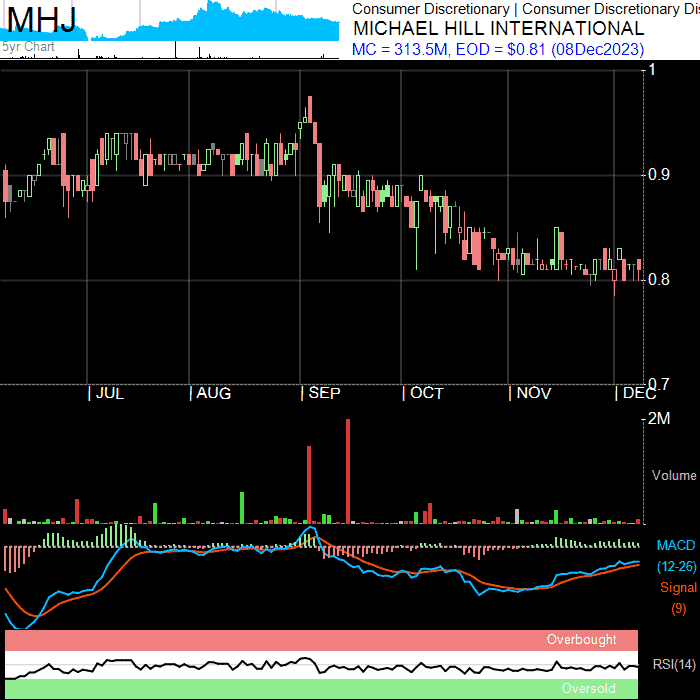 MHJ
5yr Chart
Consumer Discretionary | Consumer Discretionary Dis
MICHAEL HILL INTERNATIONAL
MC = 313.5M, EOD = $0.81 (08Dec2023)
1
0.9
0.8
0.7
| JUL | AUG | SEP | OCT | NOV | DEC
2M
Volume
MACD
(12-26)
Signal
(9)
Overbought
RSI(14)
Oversold